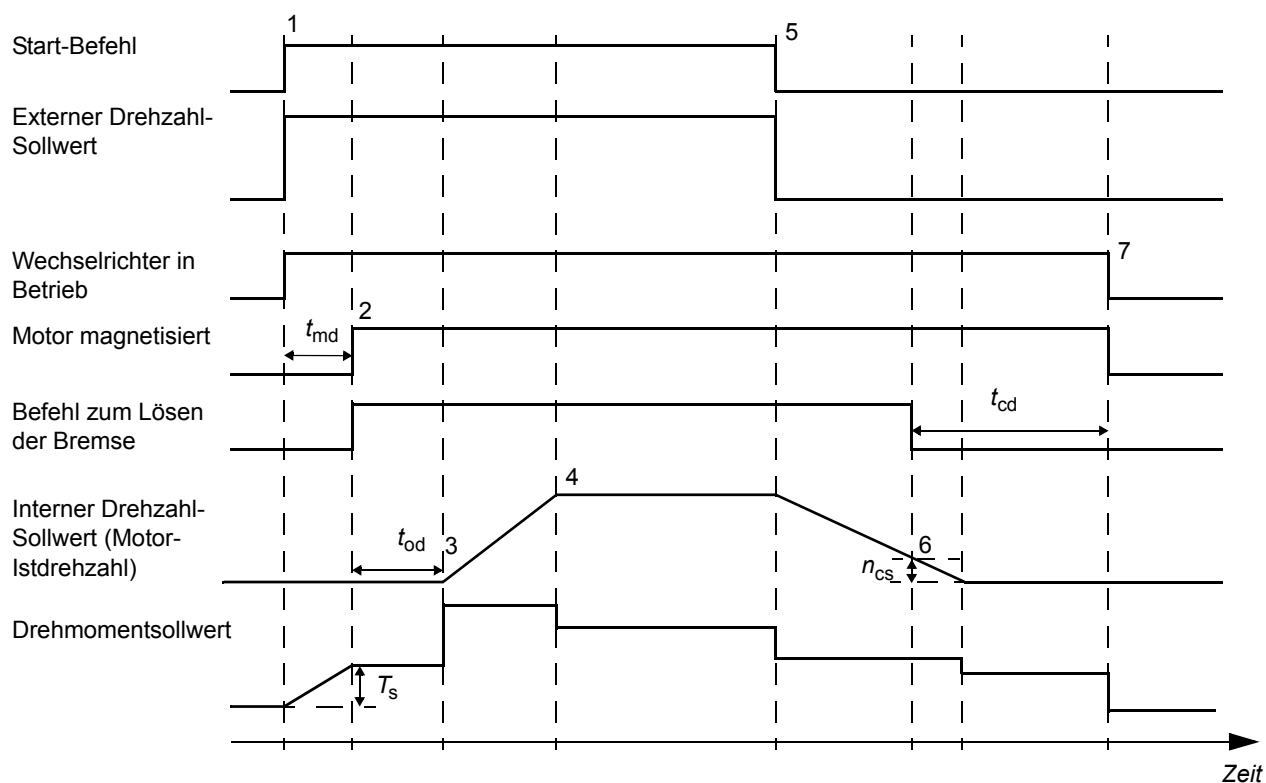 1
Start-Befehl
5
Externer Drehzahl-
Sollwert
Wechselrichter in
Betrieb
7
2
Motor magnetisiert
tmd
Befehl zum Lösen
der Bremse
tcd
4
Interner Drehzahl-
Sollwert (Motor-
Istdrehzahl)
tod
3
6
ncs
Drehmomentsollwert
Ts
Zeit